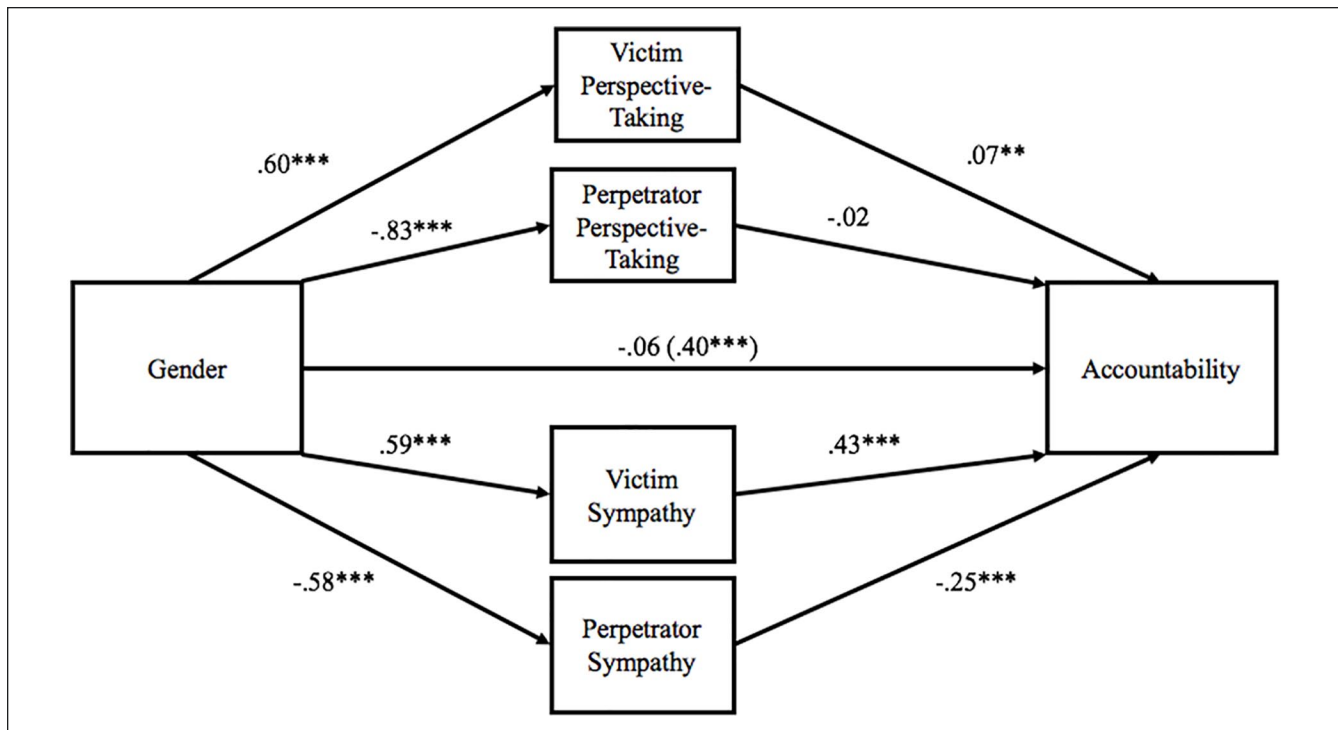 Victim
Perspective-
Taking
.60***
.07**
Perpetrator
Perspective-
Taking
-.83***
-.02
Gender
-.06 (.40***)
Accountability
.59***
Victim
Sympathy
.43***
-.58***
Perpetrator
Sympathy
-.25***